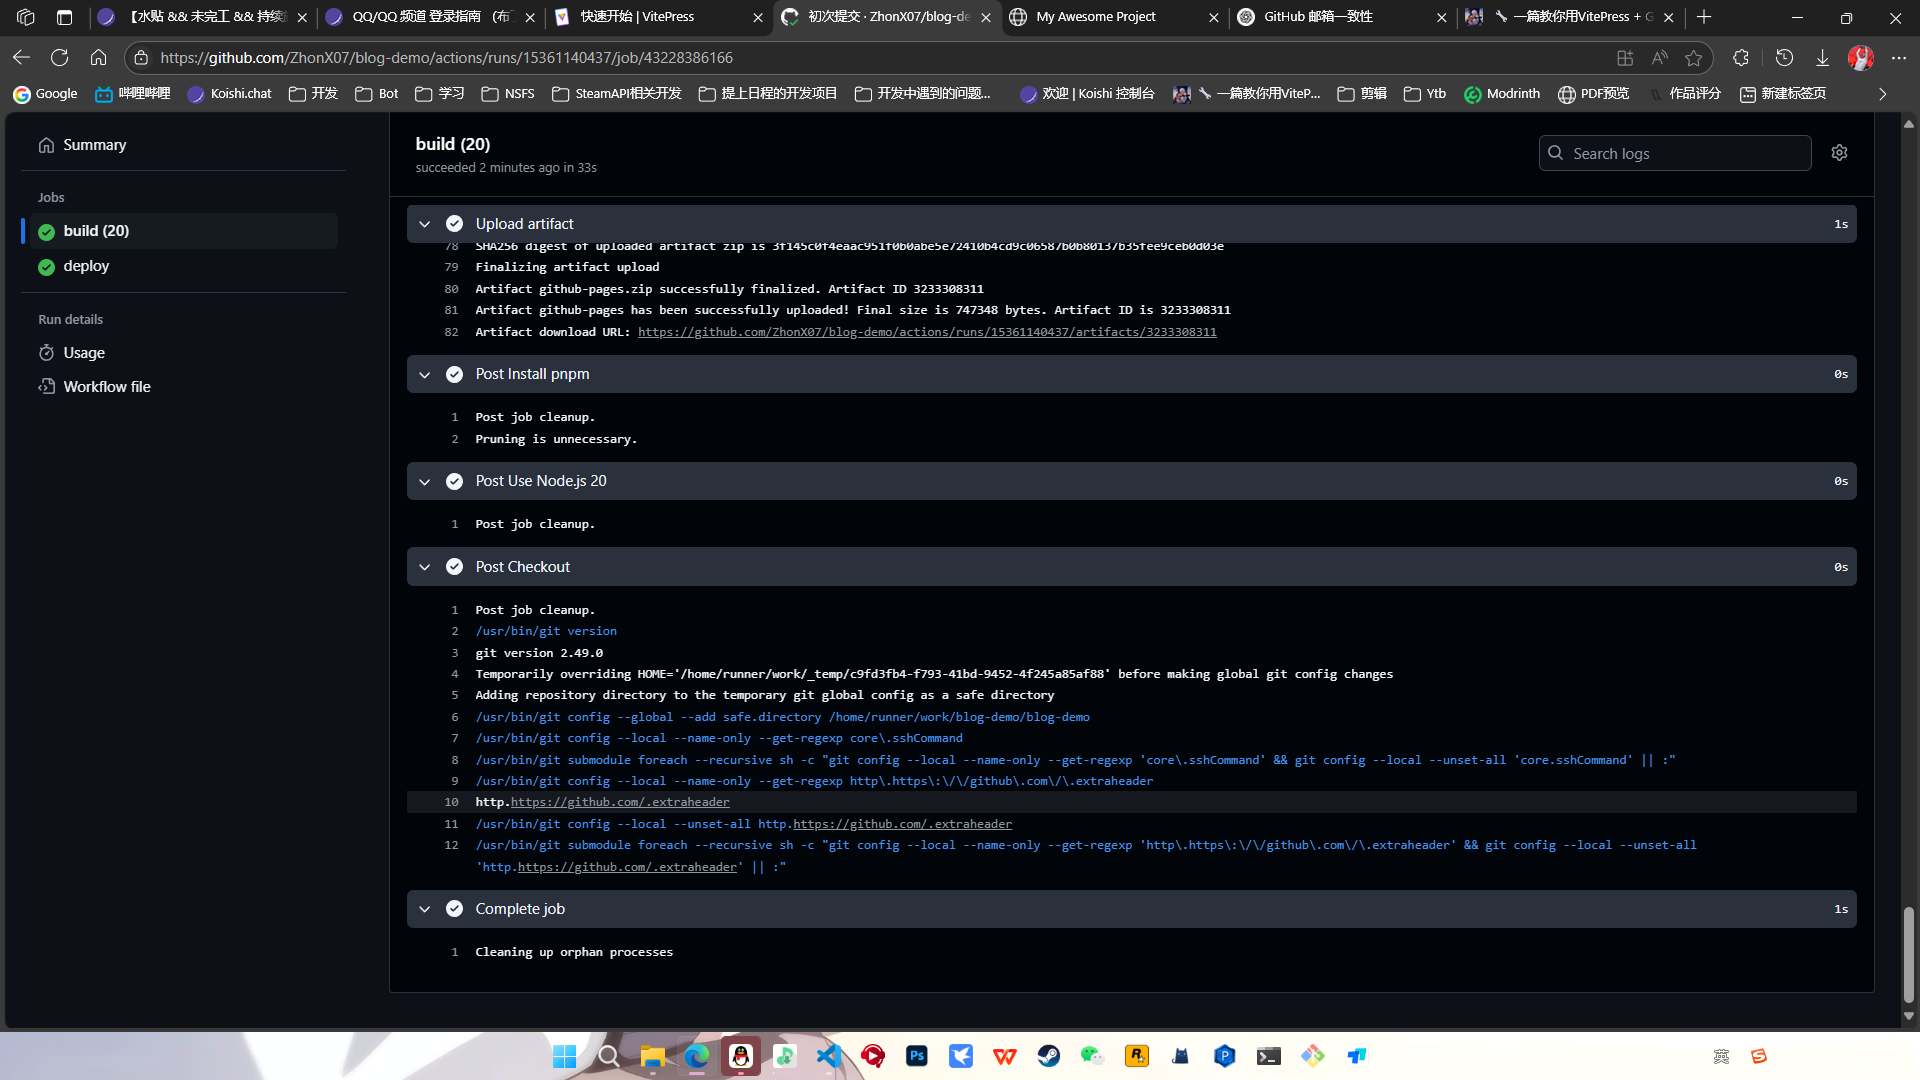 【水贴 && 未完工 && 持续
QQ/QQ 频道 登录指南 （布
快速开始 | VitePress
初次提交 · ZhonX07/blog-de
My Awesome Project
GitHub 邮箱一致性
一篇教你用VitePress + G
https://github.com/ZhonX07/blog-demo/actions/runs/15361140437/job/43228386166
Google
哔哩哔哩
Koishi.chat
开发
Bot
学习
NSFS
SteamAPI相关开发
提上日程的开发项目
开发中遇到的问题...
欢迎 | Koishi 控制台
一篇教你用ViteP...
剪辑
Ytb
Modrinth
PDF预览
作品评分
新建标签页
Summary
Jobs
build (20)
deploy
Run details
Usage
Workflow file
build (20)
succeeded 2 minutes ago in 33s
Search logs
Upload artifact 1s
78 SHA256 digest of uploaded artifact zip is 3f145c0f4eaac951f0b0abe5e72410b4cd9c06587b0b80137b35fee9ceb0d03e
79 Finalizing artifact upload
80 Artifact github-pages.zip successfully finalized. Artifact ID 3233308311
81 Artifact github-pages has been successfully uploaded! Final size is 747348 bytes. Artifact ID is 3233308311
82 Artifact download URL: https://github.com/ZhonX07/blog-demo/actions/runs/15361140437/artifacts/3233308311
Post Install pnpm 0s
1 Post job cleanup.
2 Pruning is unnecessary.
Post Use Node.js 20 0s
1 Post job cleanup.
Post Checkout 0s
1 Post job cleanup.
2 /usr/bin/git version
3 git version 2.49.0
4 Temporarily overriding HOME='/home/runner/work/_temp/c9fd3fb4-f793-41bd-9452-4f245a85af88' before making global git config changes
5 Adding repository directory to the temporary git global config as a safe directory
6 /usr/bin/git config --global --add safe.directory /home/runner/work/blog-demo/blog-demo
7 /usr/bin/git config --local --name-only --get-regexp core\.sshCommand
8 /usr/bin/git submodule foreach --recursive sh -c "git config --local --name-only --get-regexp 'core\.sshCommand' && git config --local --unset-all 'core.sshCommand' || :"
9 /usr/bin/git config --local --name-only --get-regexp http\.https\:\/\/github\.com\/\.extraheader
10 http.https://github.com/.extraheader
11 /usr/bin/git config --local --unset-all http.https://github.com/.extraheader
12 /usr/bin/git submodule foreach --recursive sh -c "git config --local --name-only --get-regexp 'http\.https\:\/\/github\.com\/\.extraheader' && git config --local --unset-all
'http.https://github.com/.extraheader' || :"
Complete job 1s
1 Cleaning up orphan processes
Ps
英